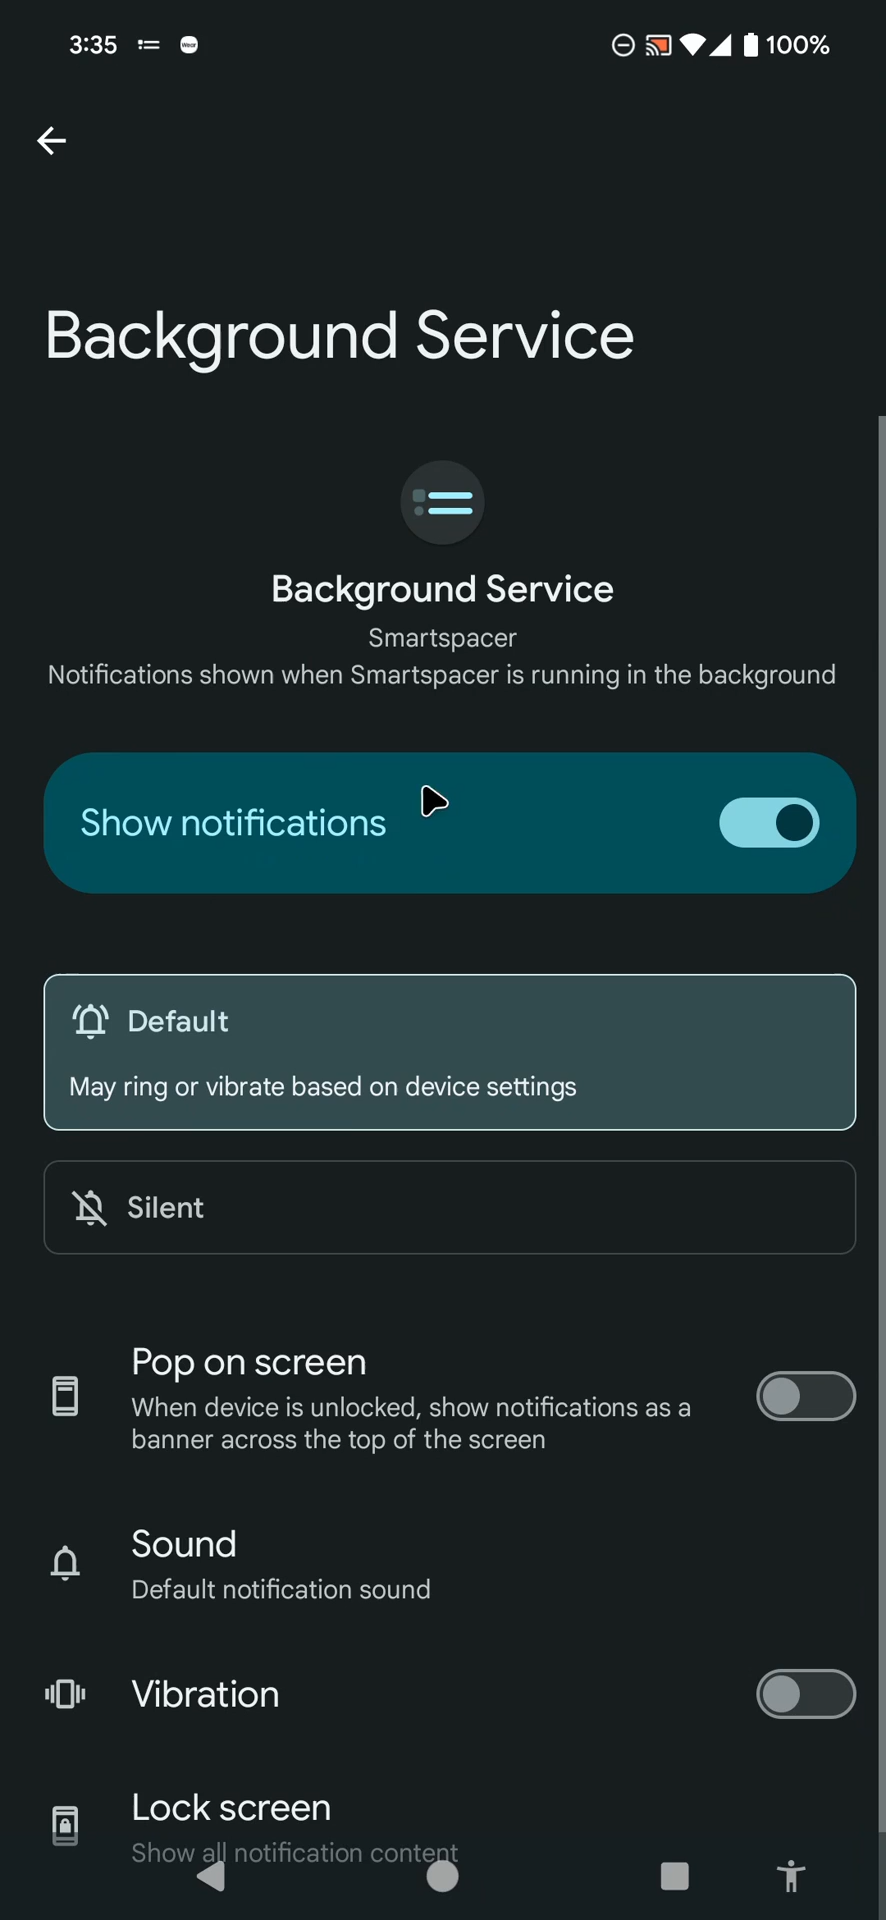 3:35
Wear
100%
Background Service
Background Service
Smartspacer
Notifications shown when Smartspacer is running in the background
Show notifications
Default
May ring or vibrate based on device settings
Silent
Pop on screen
When device is unlocked, show notifications as a
banner across the top of the screen
Sound
Default notification sound
Vibration
Lock screen
Show all notification content